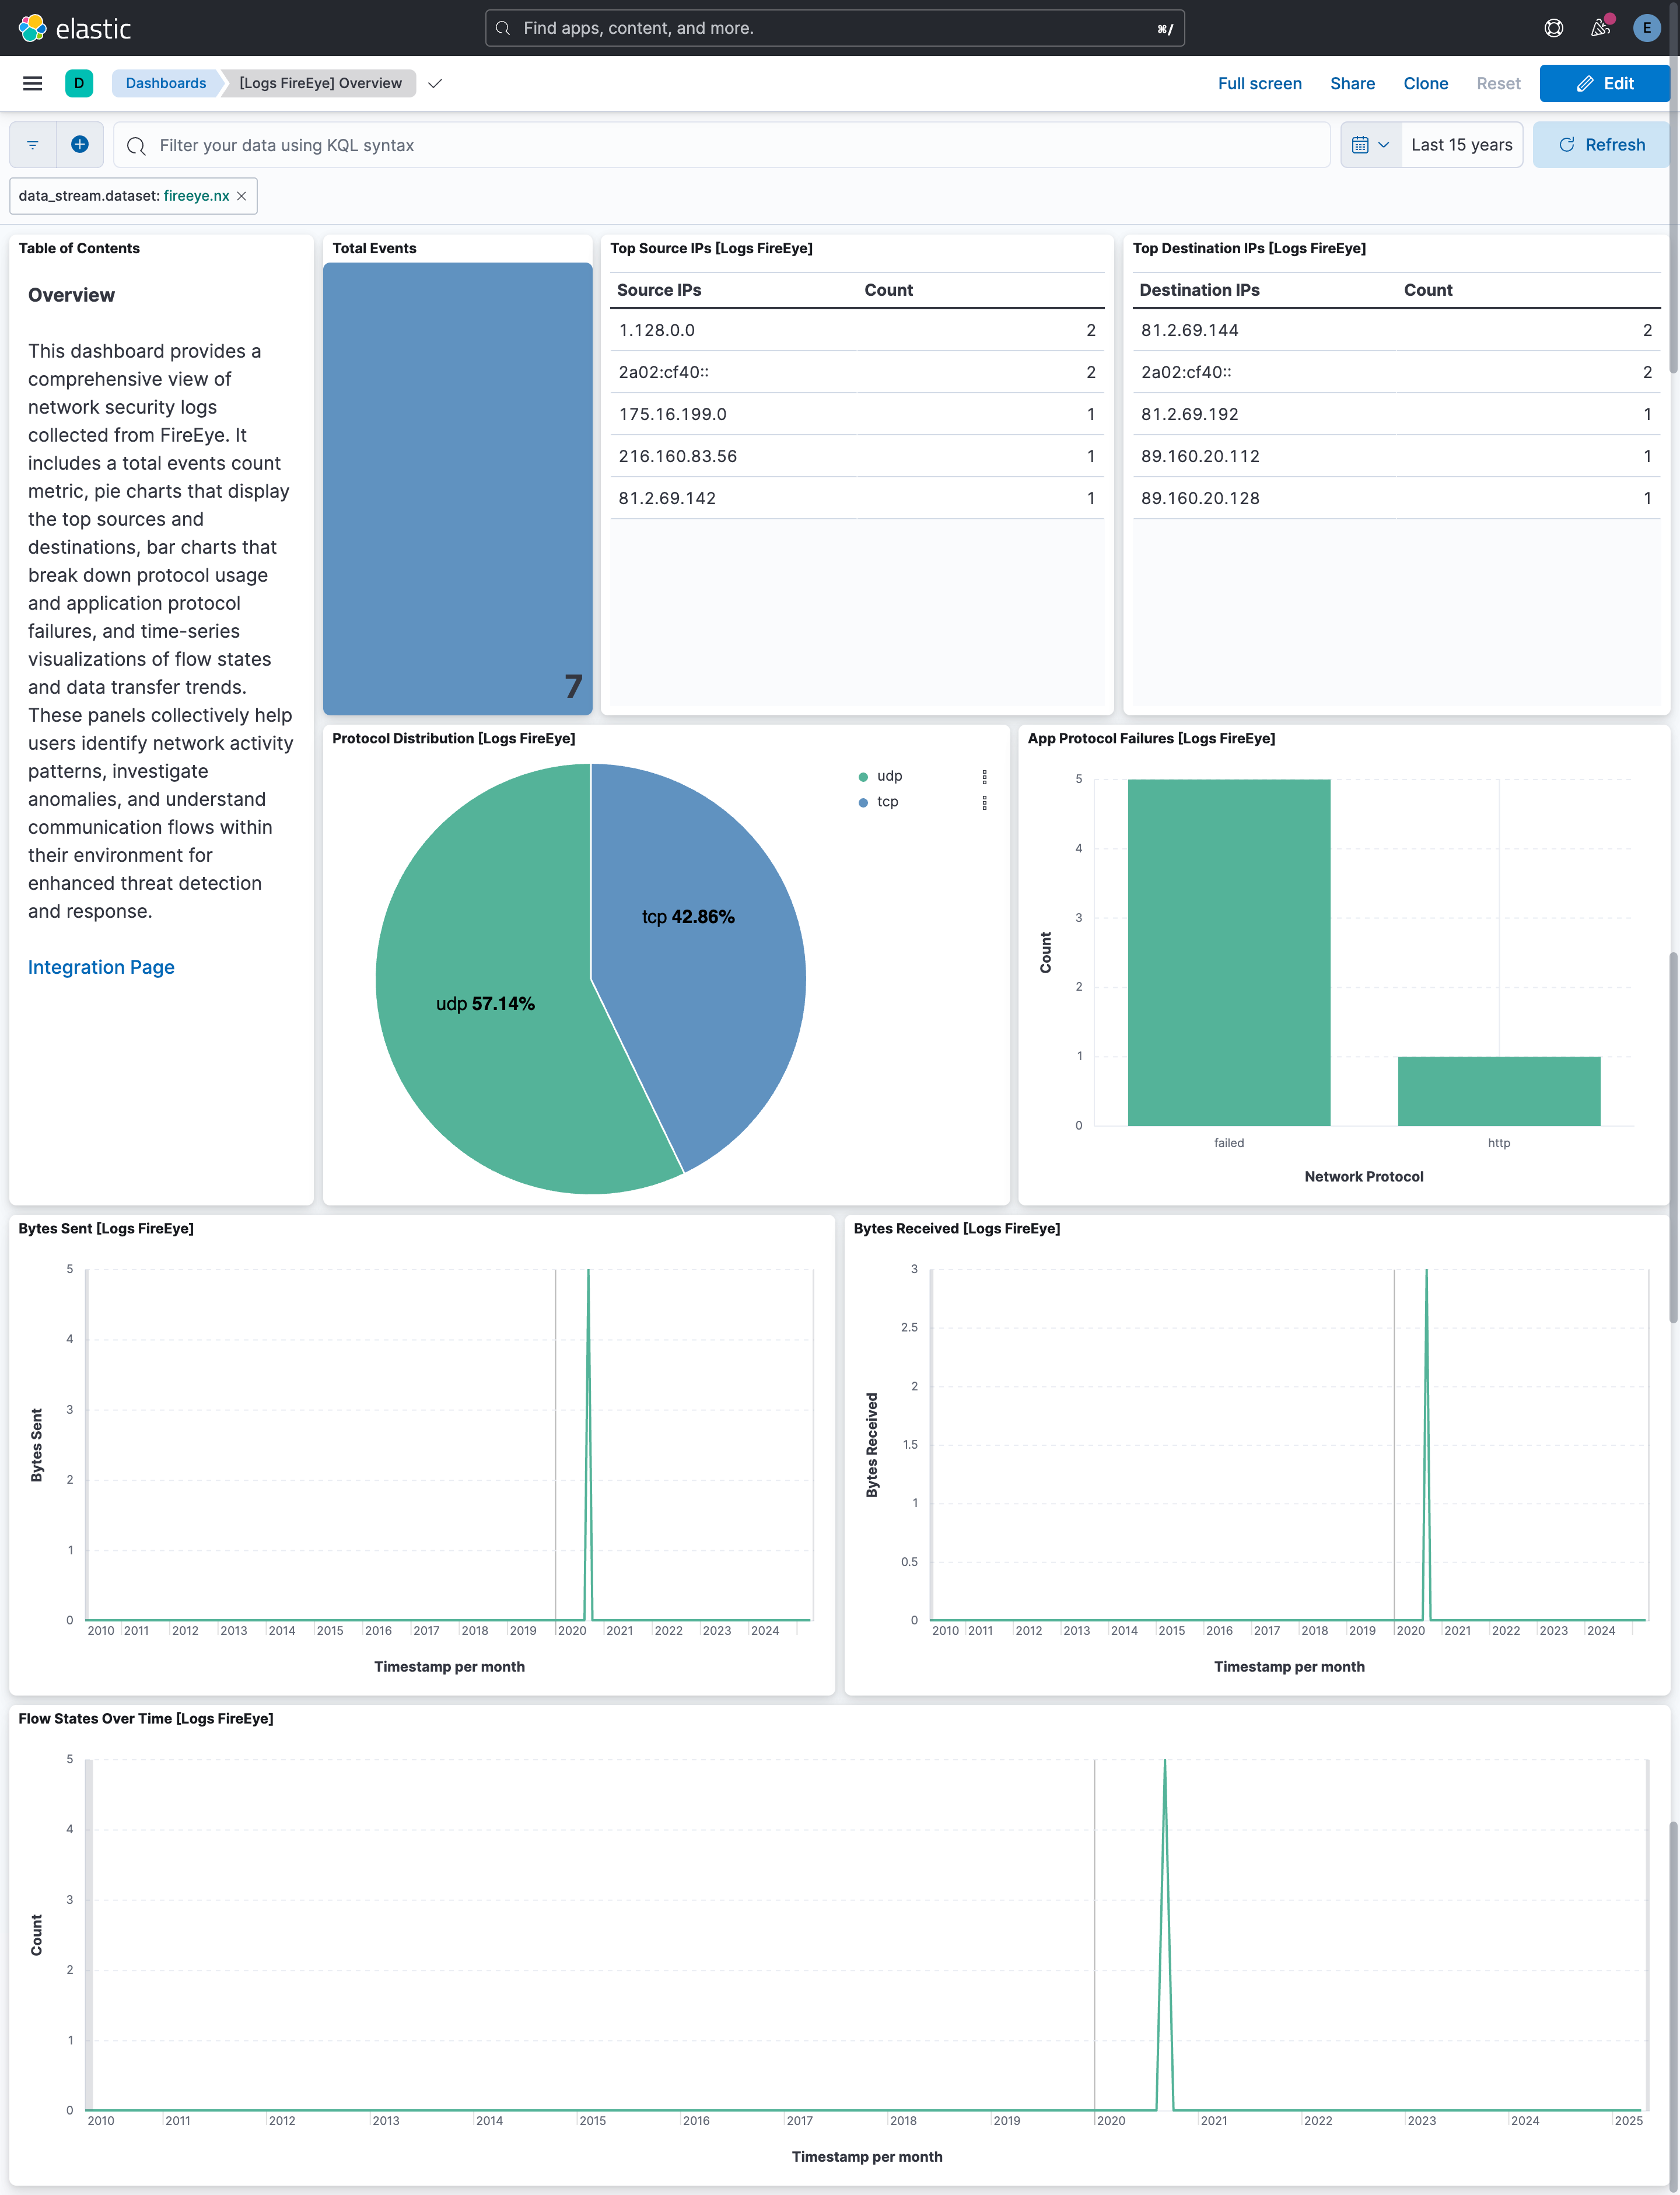 elastic
Find apps, content, and more.
⌘/
E
D
Dashboards
[Logs FireEye] Overview
Full screen
Share
Clone
Reset
Edit
Filter your data using KQL syntax
Last 15 years
Refresh
data_stream.dataset: fireeye.nx
Table of Contents
Overview
This dashboard provides a
comprehensive view of
network security logs
collected from FireEye. It
includes a total events count
metric, pie charts that display
the top sources and
destinations, bar charts that
break down protocol usage
and application protocol
failures, and time-series
visualizations of flow states
and data transfer trends.
These panels collectively help
users identify network activity
patterns, investigate
anomalies, and understand
communication flows within
their environment for
enhanced threat detection
and response.
Integration Page
Total Events
7
Top Source IPs [Logs FireEye]
Source IPs Count
1.128.0.0 2
2a02:cf40:: 2
175.16.199.0 1
216.160.83.56 1
81.2.69.142 1
Top Destination IPs [Logs FireEye]
Destination IPs Count
81.2.69.144 2
2a02:cf40:: 2
81.2.69.192 1
89.160.20.112 1
89.160.20.128 1
Protocol Distribution [Logs FireEye]
udp
tcp
tcp 42.86%
udp 57.14%
App Protocol Failures [Logs FireEye]
5
4
3
2
1
0
Count
failed http
Network Protocol
Bytes Sent [Logs FireEye]
5
4
3
2
1
0
Bytes Sent
2010 2011 2012 2013 2014 2015 2016 2017 2018 2019 2020 2021 2022 2023 2024
Timestamp per month
Bytes Received [Logs FireEye]
3
2.5
2
1.5
1
0.5
0
Bytes Received
2010 2011 2012 2013 2014 2015 2016 2017 2018 2019 2020 2021 2022 2023 2024
Timestamp per month
Flow States Over Time [Logs FireEye]
5
4
3
2
1
0
Count
2010 2011 2012 2013 2014 2015 2016 2017 2018 2019 2020 2021 2022 2023 2024 2025
Timestamp per month